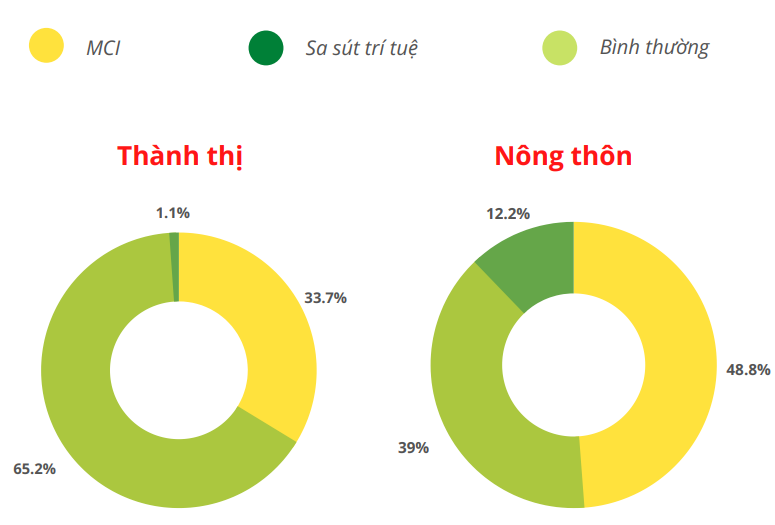 MCI
Sa sút trí tuệ
Bình thường
Thành thị
Nông thôn
1.1%
33.7%
65.2%
12.2%
48.8%
39%